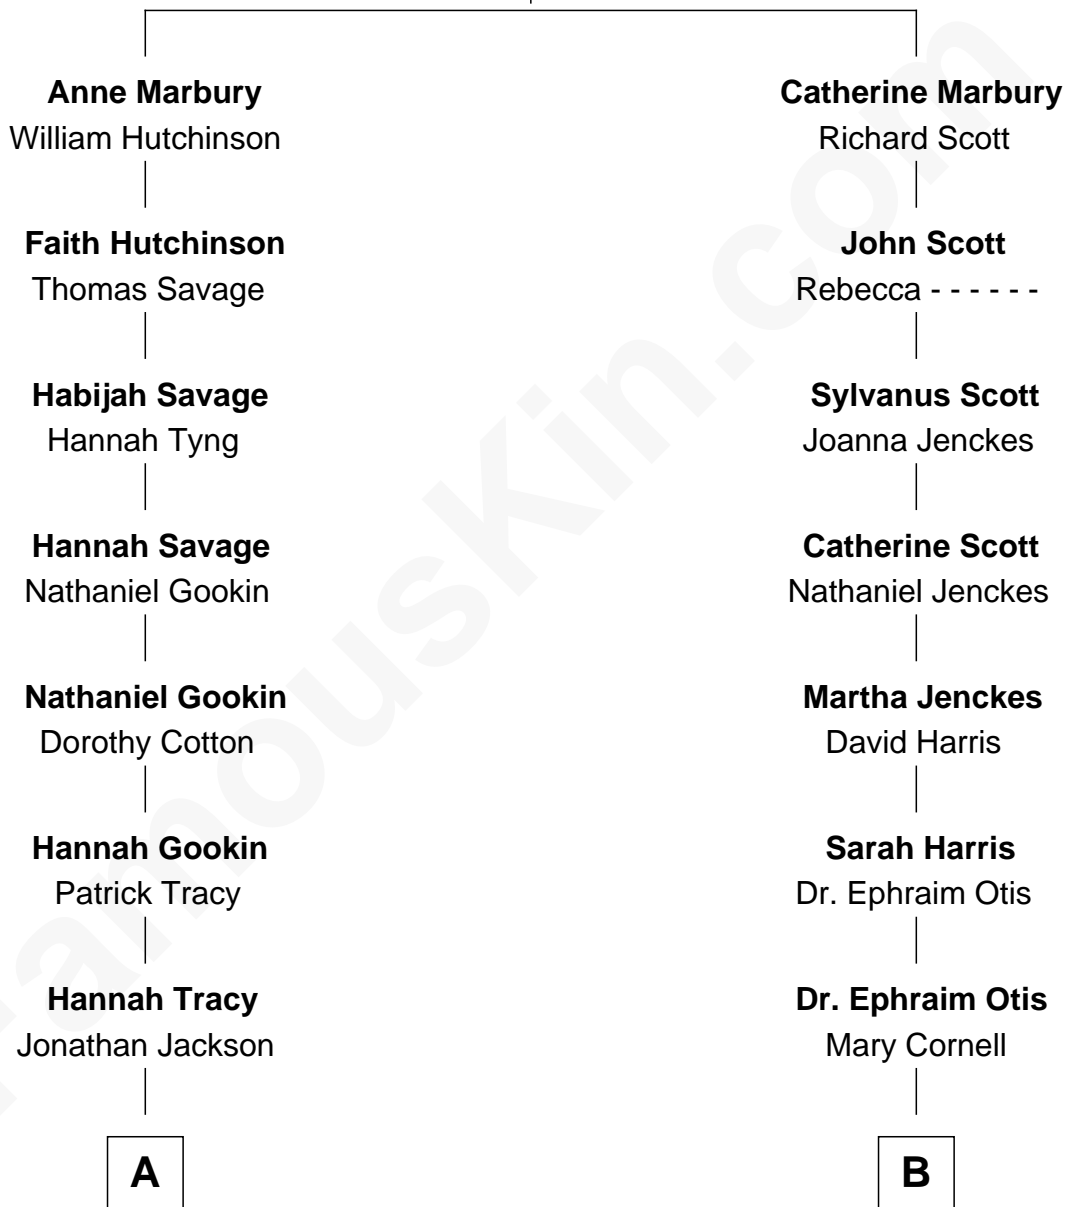 Anne Marbury
William Hutchinson
Faith Hutchinson
Thomas Savage
Habijah Savage
Hannah Tyng
Hannah Savage
Nathaniel Gookin
Nathaniel Gookin
Dorothy Cotton
Hannah Gookin
Patrick Tracy
Hannah Tracy
Jonathan Jackson
A
Catherine Marbury
Richard Scott
John Scott
Rebecca - - - - - -
Sylvanus Scott
Joanna Jenckes
Catherine Scott
Nathaniel Jenckes
Martha Jenckes
David Harris
Sarah Harris
Dr. Ephraim Otis
Dr. Ephraim Otis
Mary Cornell
B
FamousKin.com